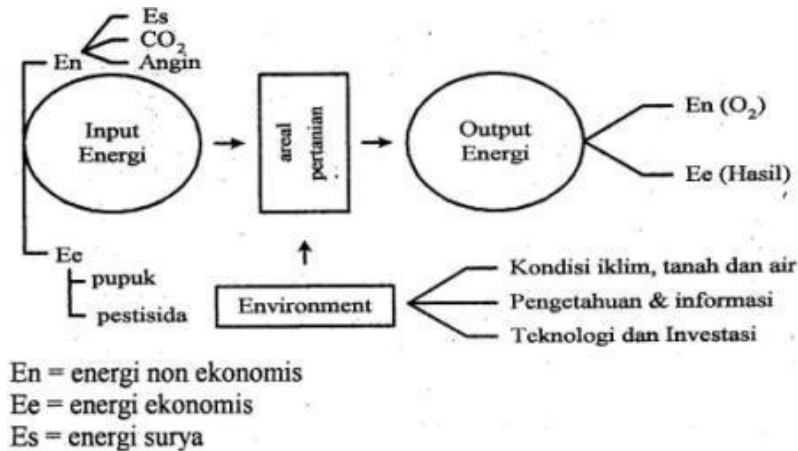 Es
CO₂
En
Angin
Input
Energi
areal
pertanian
Output
Energi
En (O₂)
Ee (Hasil)
Ee
pupuk
pestisida
Environment
Kondisi iklim, tanah dan air
Pengetahuan & informasi
Teknologi dan Investasi
En = energi non ekonomis
Ee = energi ekonomis
Es = energi surya